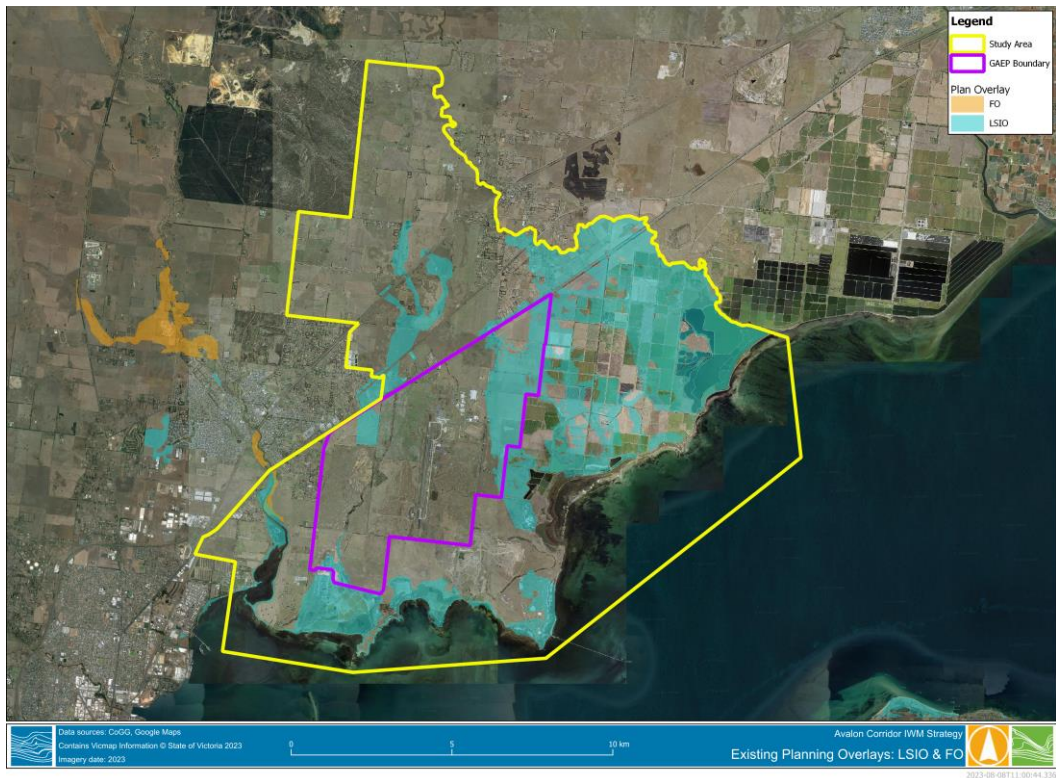 Legend
Study Area
GAEP Boundary
Plan Overlay
FO
LSIO
Data sources: CoGG, Google Maps
Contains Vicmap Information © State of Victoria 2023
Imagery date: 2023
0 5 10 km
Avalon Corridor IWM Strategy
Existing Planning Overlays: LSIO & FO